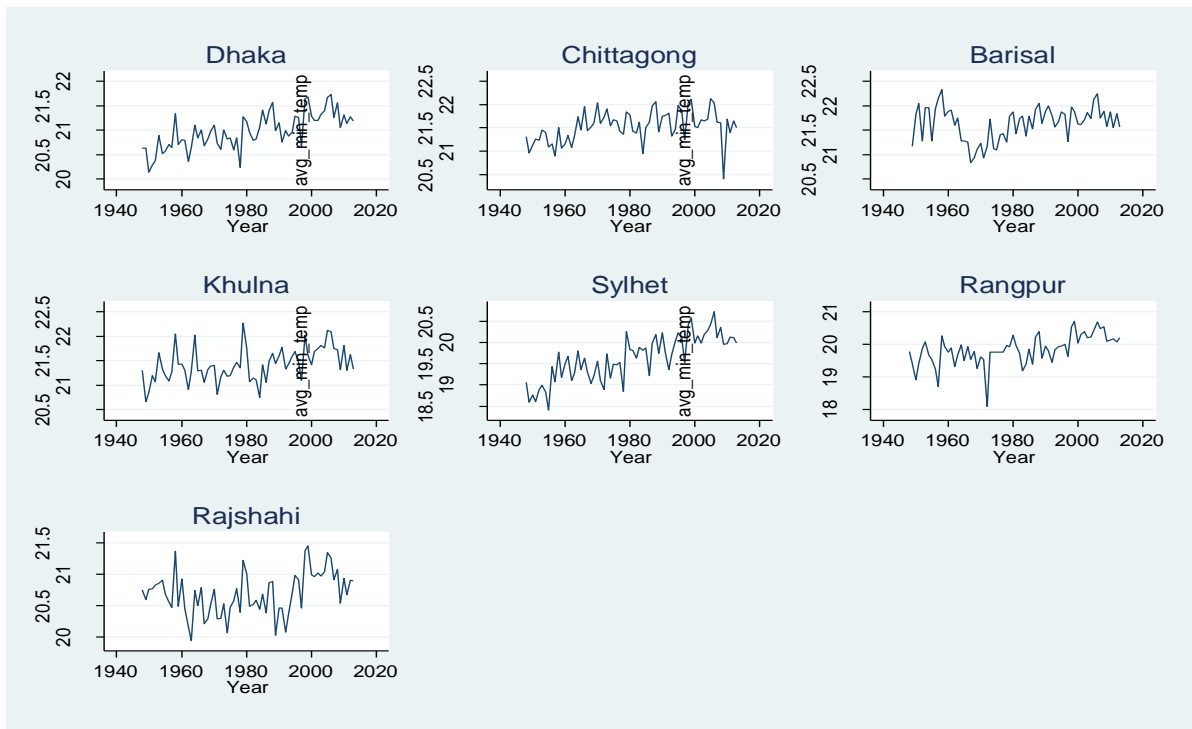 Dhaka
20 20.5 21 21.5 22
avg_min_temp
1940 1960 1980 2000 2020
Year
Chittagong
20.5 21 21.5 22 22.5
avg_min_temp
1940 1960 1980 2000 2020
Year
Barisal
20.5 21 21.5 22 22.5
1940 1960 1980 2000 2020
Year
Khulna
20.5 21 21.5 22 22.5
avg_min_temp
1940 1960 1980 2000 2020
Year
Sylhet
18.5 19 19.5 20 20.5
avg_min_temp
1940 1960 1980 2000 2020
Year
Rangpur
18 19 20 21
1940 1960 1980 2000 2020
Year
Rajshahi
20 20.5 21 21.5
1940 1960 1980 2000 2020
Year